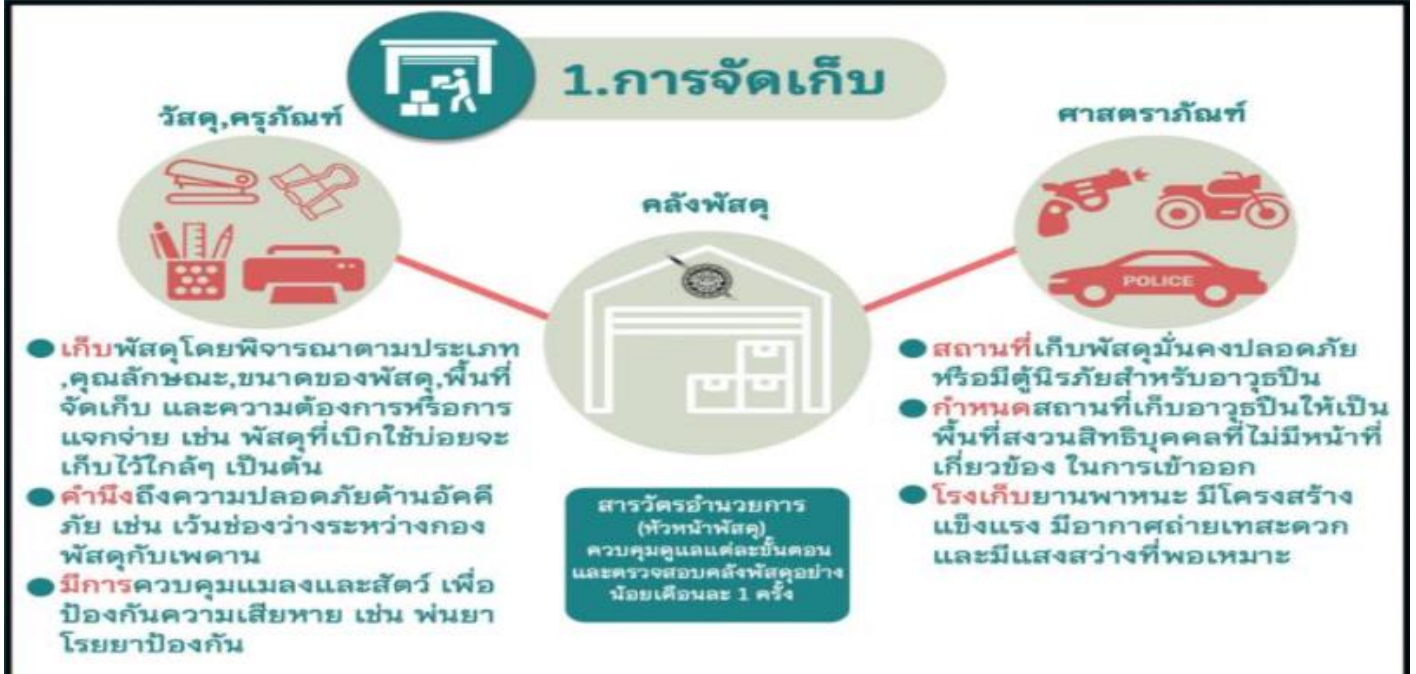 1.การจัดเก็บ
วัสดุ,ครุภัณฑ์
เก็บพัสดุโดยพิจารณาตามประเภท
,คุณลักษณะ,ขนาดของพัสดุ,พื้นที่
จัดเก็บ และความต้องการหรือการ
แจกจ่าย เช่น พัสดุที่เบิกใช้บ่อยจะ
เก็บไว้ใกล้ๆ เป็นต้น
คำนึงถึงความปลอดภัยด้านอัคคี
ภัย เช่น เว้นช่องว่างระหว่างกอง
พัสดุกับเพดาน
มีการควบคุมแมลงและสัตว์ เพื่อ
ป้องกันความเสียหาย เช่น พ่นยา
โรยยาป้องกัน
คลังพัสดุ
สารวัตรอำนวยการ
(หัวหน้าพัสดุ)
ควบคุมดูแลแต่ละขั้นตอน
และตรวจสอบคลังพัสดุอย่าง
น้อยเดือนละ 1 ครั้ง
ศาสตราภัณฑ์
POLICE
สถานที่เก็บพัสดุมั่นคงปลอดภัย
หรือมีตู้นิรภัยสำหรับอาวุธปืน
กำหนดสถานที่เก็บอาวุธปืนให้เป็น
พื้นที่สงวนสิทธิบุคคลที่ไม่มีหน้าที่
เกี่ยวข้อง ในการเข้าออก
โรงเก็บยานพาหนะ มีโครงสร้าง
แข็งแรง มีอากาศถ่ายเทสะดวก
และมีแสงสว่างที่พอเหมาะ